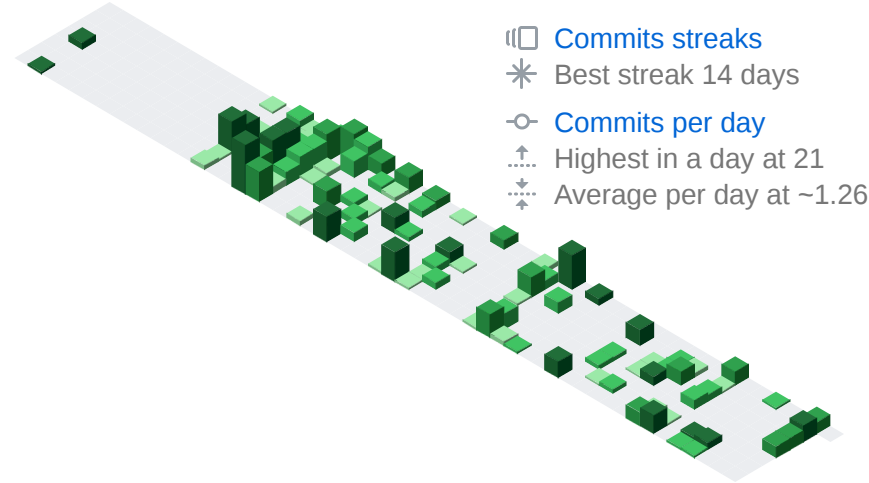 Commits streaks
Best streak 14 days
Commits per day
Highest in a day at 21
Average per day at ~1.26